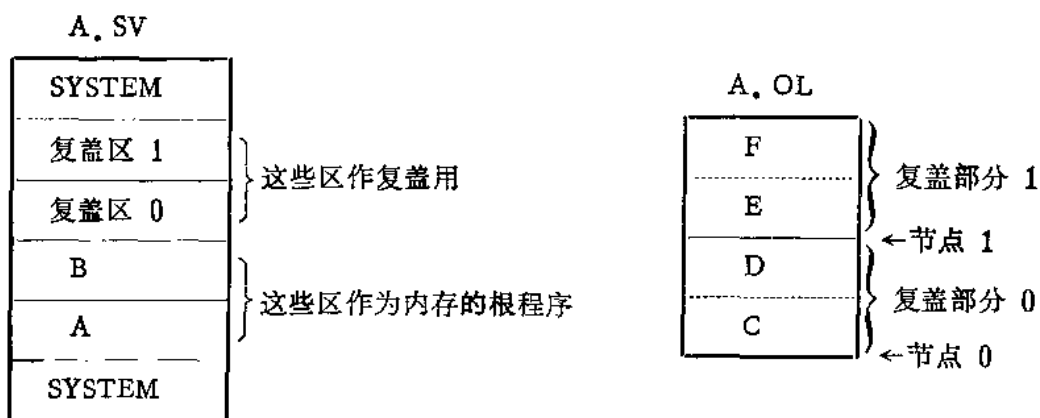 A. SV
SYSTEM
复盖区 1
复盖区 0
这些区作复盖用
B
A
这些区作为内存的根程序
SYSTEM
A. OL
F
E
复盖部分 1
←节点 1
D
C
复盖部分 0
←节点 0